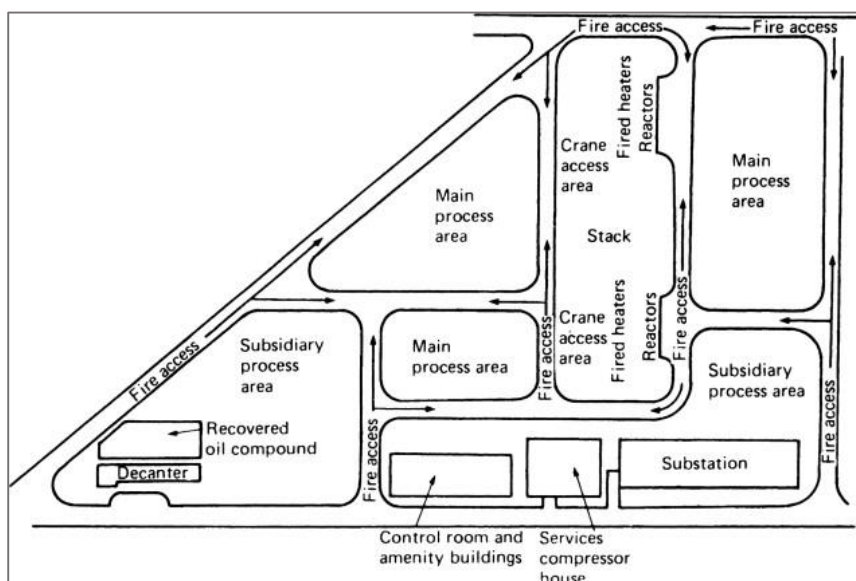 Fire access
Fire access
Fired heaters
Reactors
Crane
access
area
Main
process
area
Main
process area
Stack
Fire access
Subsidiary
process
area
Main
process area
Fire access
Crane
access
area
Fired heaters
Reactors
Fire access
Subsidiary
process area
Fire access
Recovered
oil compound
Decanter
Fire access
Substation
Control room and
amenity buildings
Services
compressor
house